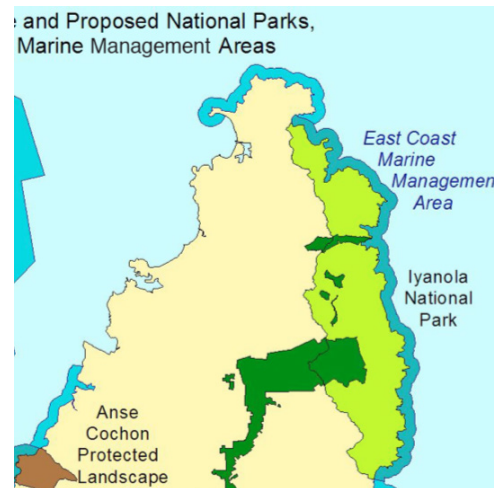 e and Proposed National Parks,
Marine Management Areas
East Coast
Marine
Managemen
Area
Iyanola
National
Park
Anse
Cochon
Protected
Landscape